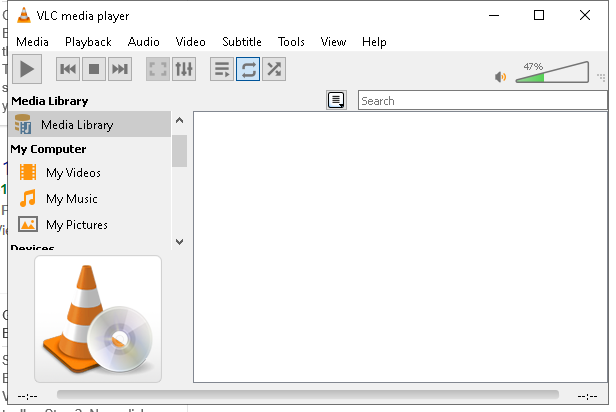 VLC media player
Media Playback Audio Video Subtitle Tools View Help
47%
Media Library
Search
Media Library
My Computer
My Videos
My Music
My Pictures
Devices
--:-- --:--